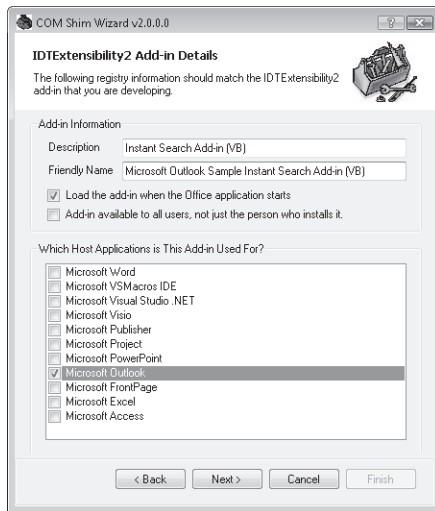 COM Shim Wizard v2.0.0.0
IDTExtensibility2 Add-in Details
The following registry information should match the IDTExtensibility2
add-in that you are developing.
Add-in Information
Description Instant Search Add-in (VB)
Friendly Name Microsoft Outlook Sample Instant Search Add-in (VB)
Load the add-in when the Office application starts
Add-in available to all users, not just the person who installs it.
Which Host Applications is This Add-in Used For?
Microsoft Word
Microsoft VSMacros IDE
Microsoft Visual Studio .NET
Microsoft Visio
Microsoft Publisher
Microsoft Project
Microsoft PowerPoint
Microsoft Outlook
Microsoft FrontPage
Microsoft Excel
Microsoft Access
< Back Next > Cancel Finish